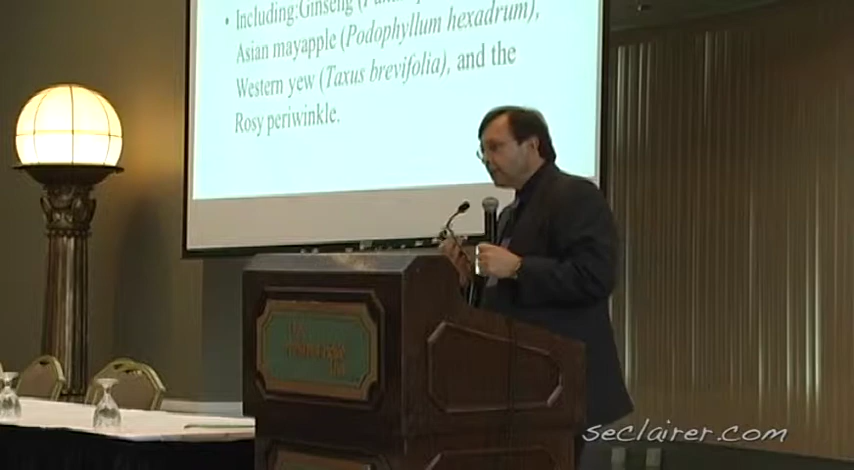 • Including:Ginseng
Asian mayapple (Podophyllum hexadrum),
Western yew (Taxus brevifolia), and the
Rosy periwinkle.
seclairer.com